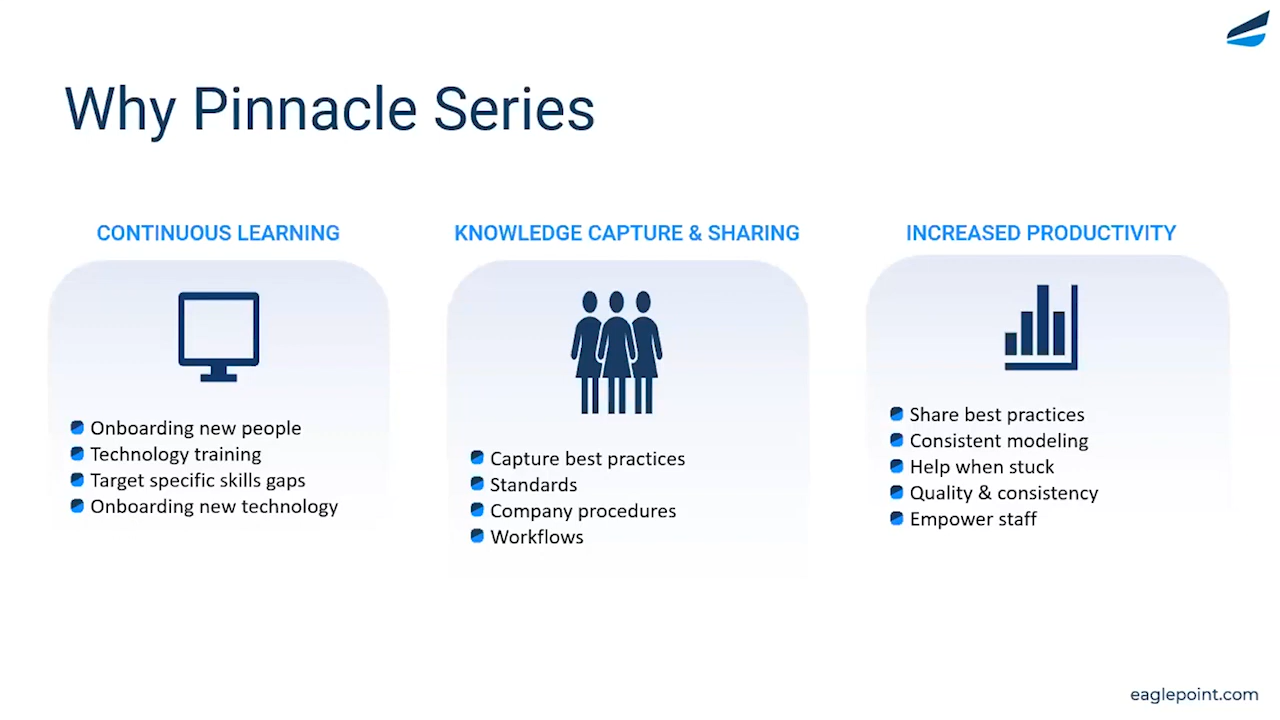 Why Pinnacle Series
CONTINUOUS LEARNING
Onboarding new people
Technology training
Target specific skills gaps
Onboarding new technology
KNOWLEDGE CAPTURE & SHARING
Capture best practices
Standards
Company procedures
Workflows
INCREASED PRODUCTIVITY
Share best practices
Consistent modeling
Help when stuck
Quality & consistency
Empower staff
eaglepoint.com